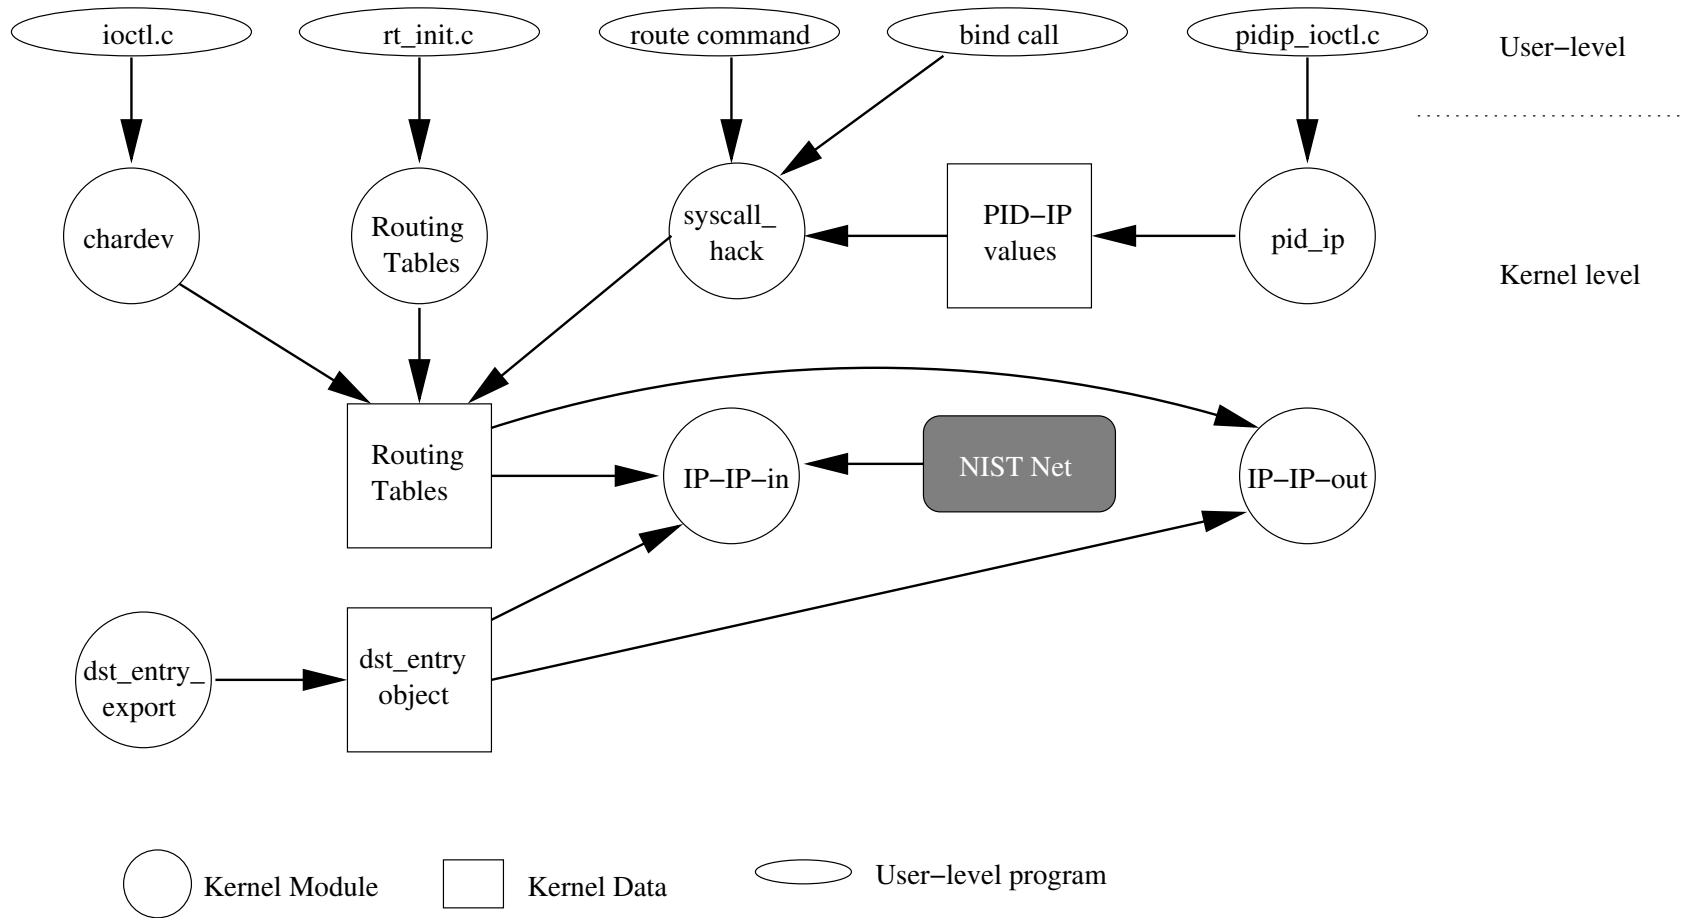 ioctl.c
rt_init.c
route command
bind call
pidip_ioctl.c
User−level
chardev
Routing
Tables
syscall_
hack
PID−IP
values
pid_ip
Kernel level
Routing
Tables
IP−IP−in
NIST Net
IP−IP−out
dst_entry_
export
dst_entry
object
Kernel Module
Kernel Data
User−level program